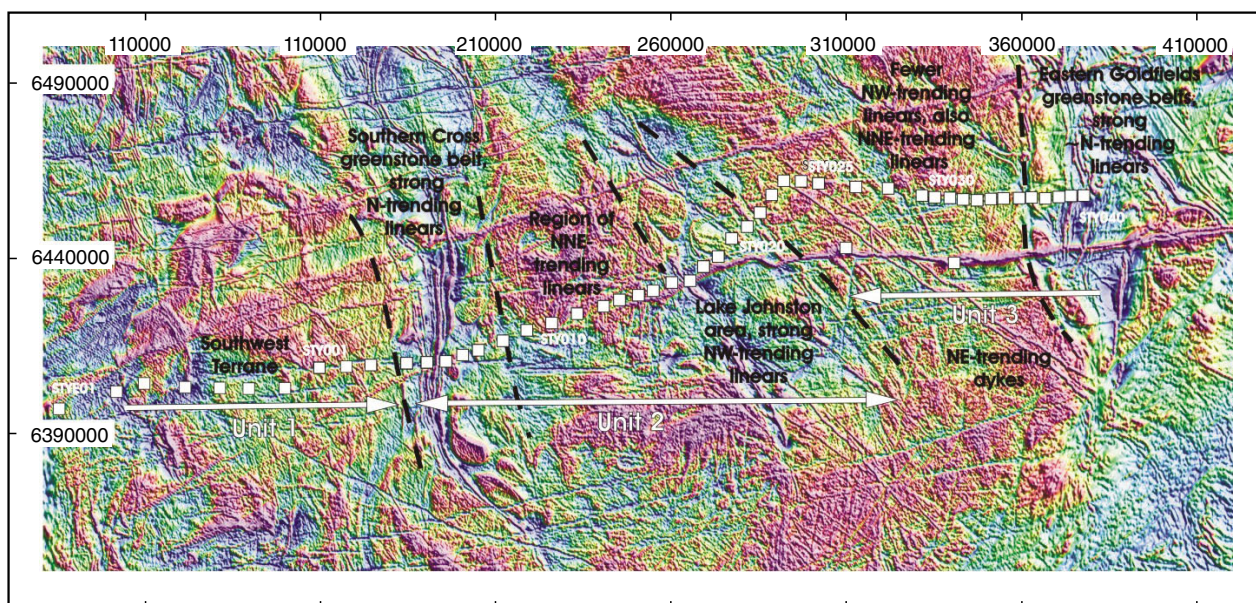 110000 110000 210000 260000 310000 360000 410000
6490000
6440000
6390000
Southern Cross
greenstone belt,
strong
N-trending
linears
Fewer
NW-trending
linears, also
NNE-trending
linears
Eastern Goldfields
greenstone belts,
strong
~N-trending
linears
Region of
NNE-
trending
linears
STY025
STY030
STY040
STY020
Southwest
Terrane
STY001
STY010
STYE01
Lake Johnston
area, strong
NW-trending
linears
Unit 3
NE-trending
dykes
Unit 1
Unit 2